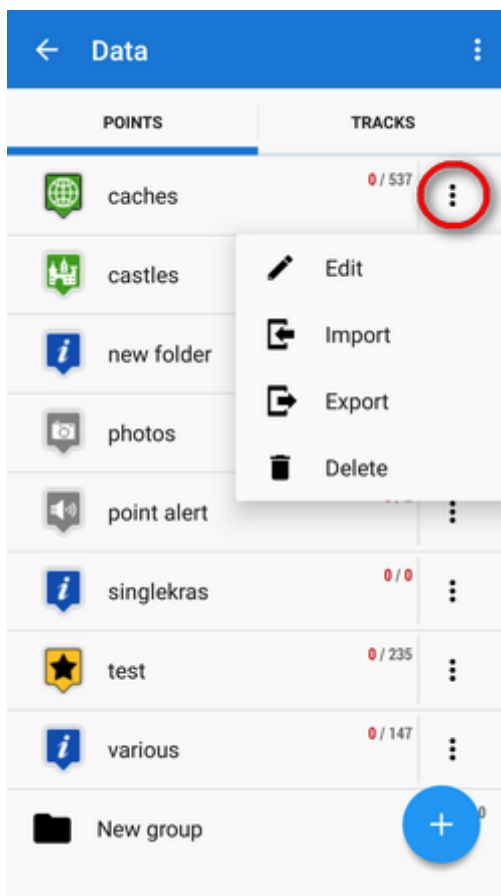 Data
POINTS TRACKS
caches 0 / 537
castles
Edit
Import
new folder
Export
photos
Delete
point alert
singlekras 0 / 0
test 0 / 235
various 0 / 147
New group 0